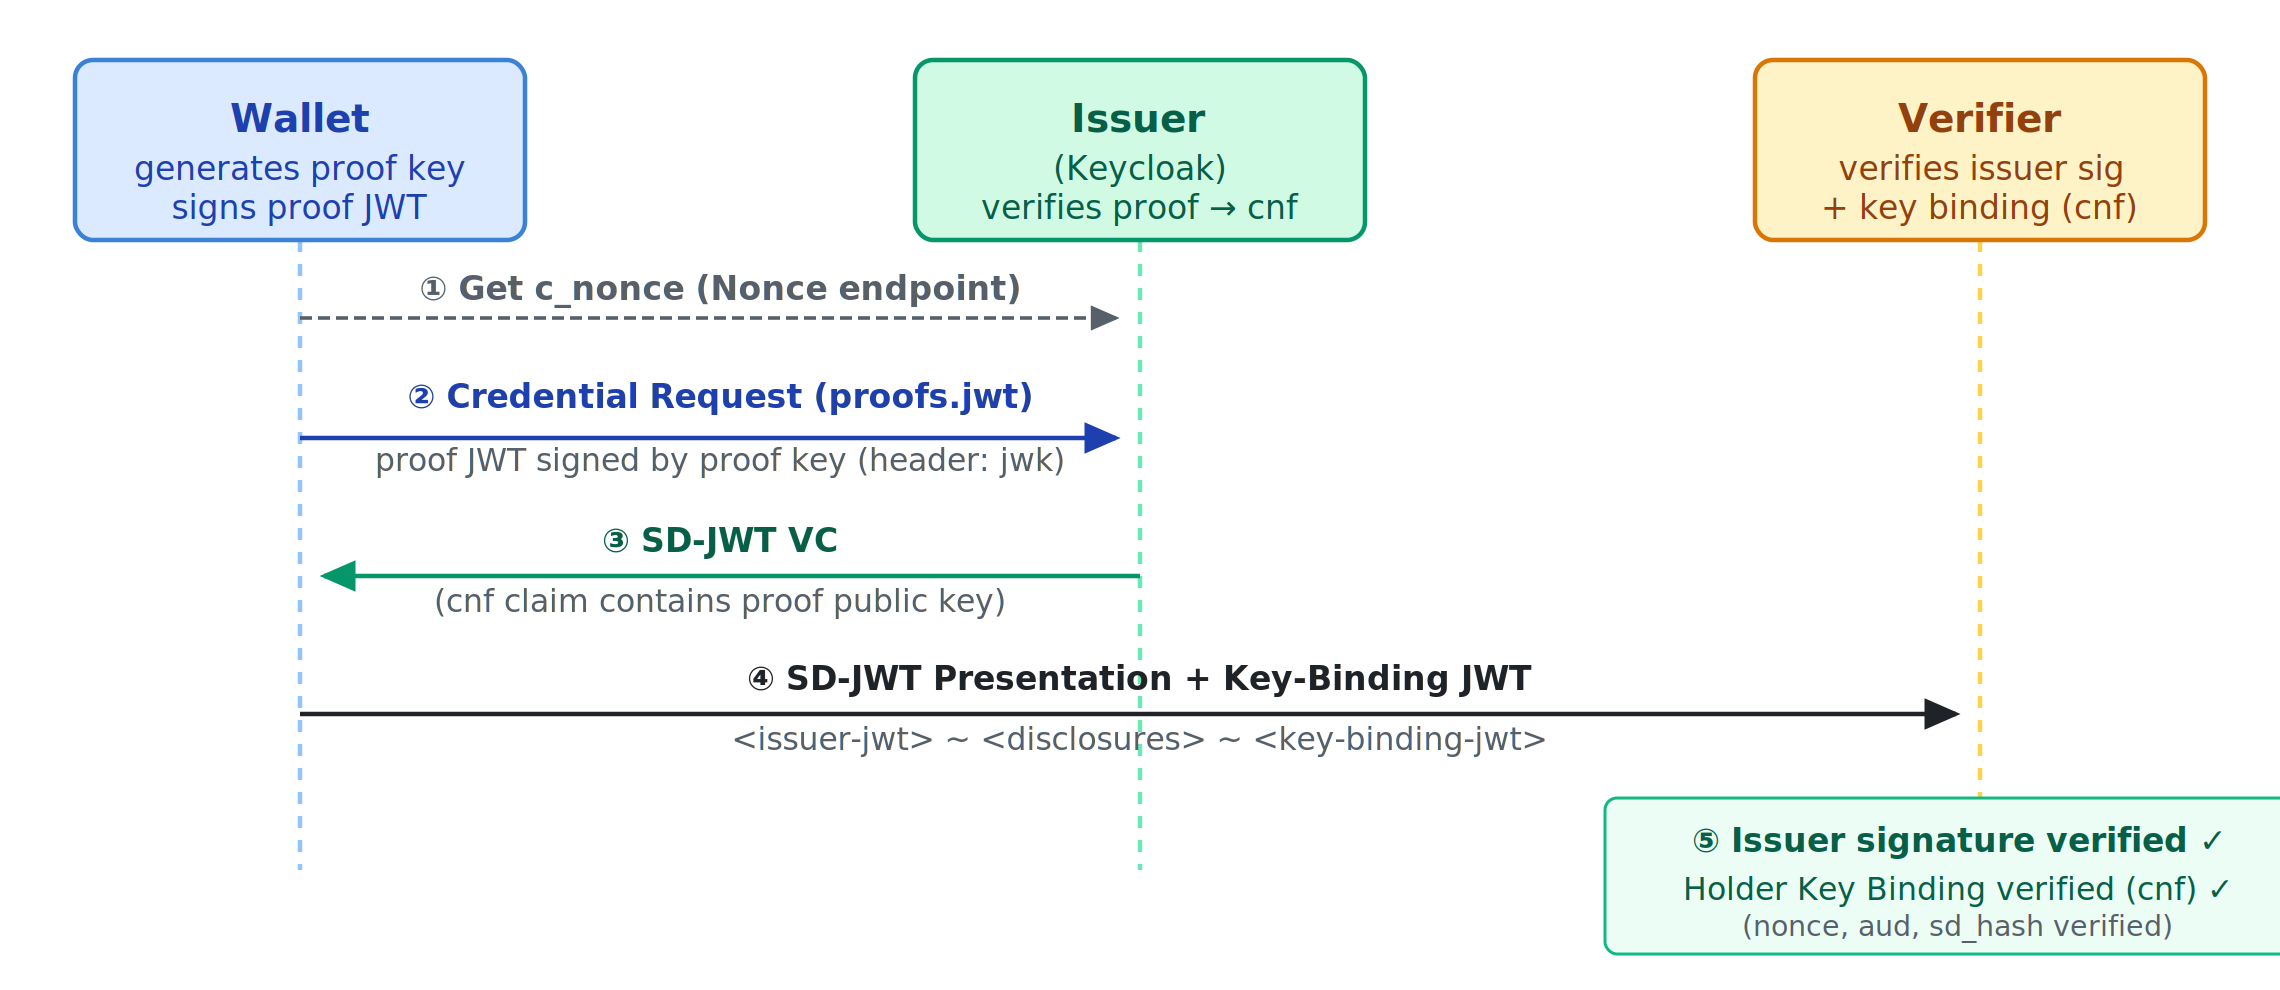 Wallet
generates proof key
signs proof JWT
Issuer
(Keycloak)
verifies proof → cnf
Verifier
verifies issuer sig
+ key binding (cnf)
① Get c_nonce (Nonce endpoint)
② Credential Request (proofs.jwt)
proof JWT signed by proof key (header: jwk)
③ SD-JWT VC
(cnf claim contains proof public key)
④ SD-JWT Presentation + Key-Binding JWT
<issuer-jwt> ~ <disclosures> ~ <key-binding-jwt>
⑤ Issuer signature verified ✓
Holder Key Binding verified (cnf) ✓
(nonce, aud, sd_hash verified)